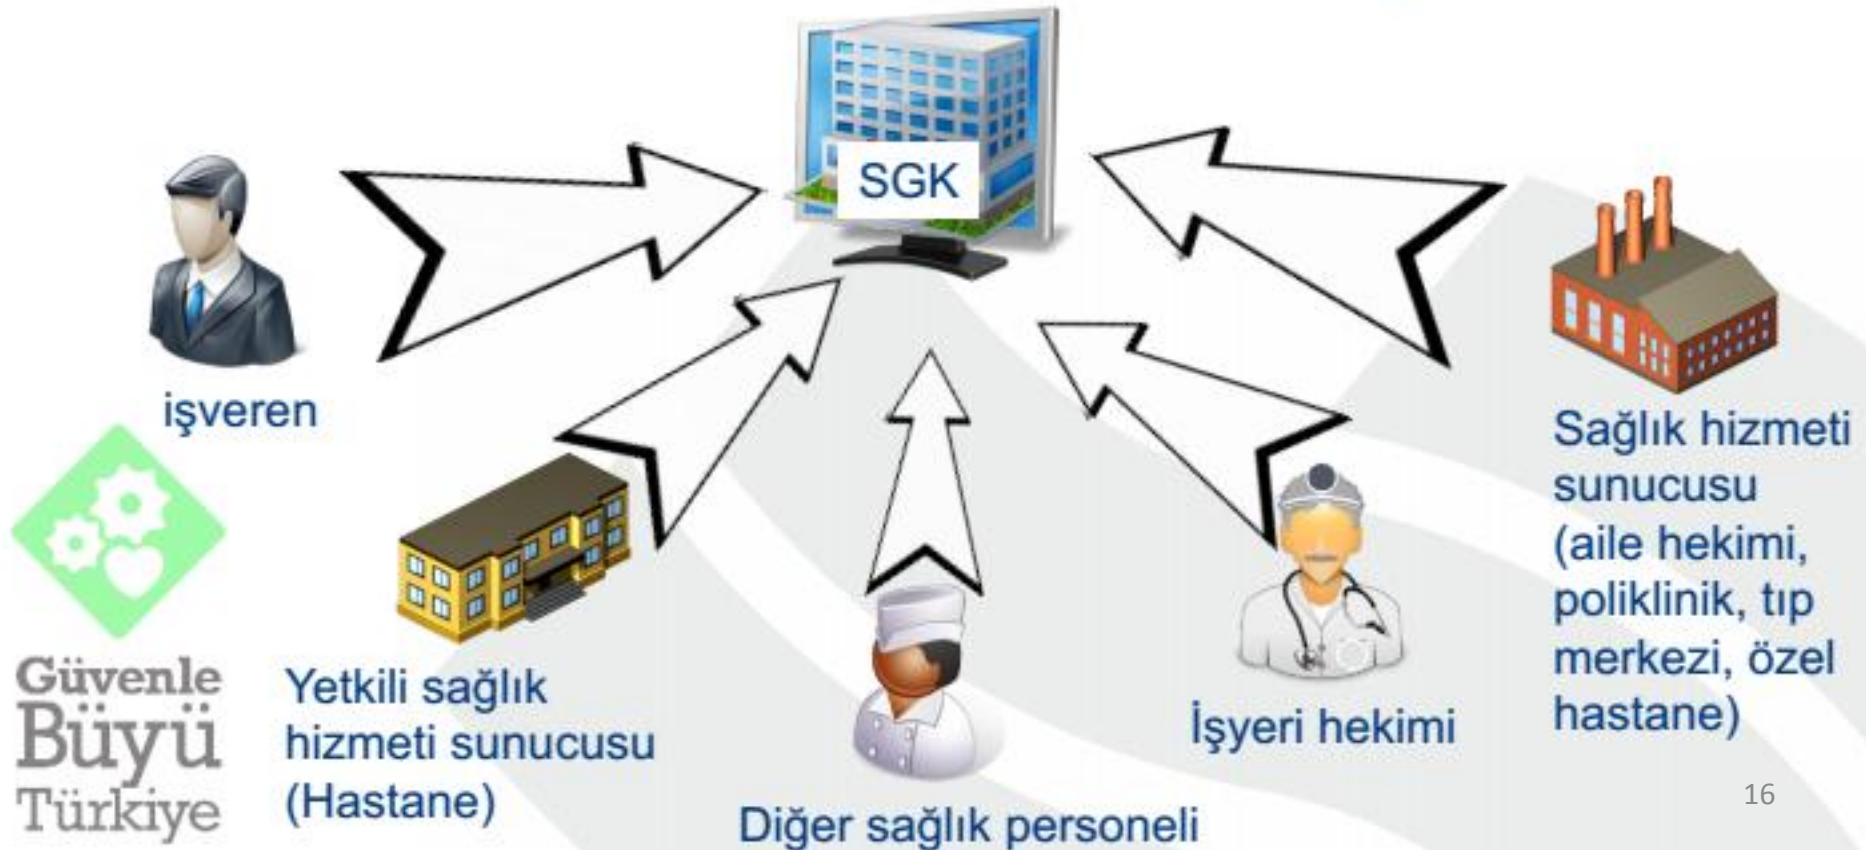 SGK
işveren
Yetkili sağlık
hizmeti sunucusu
(Hastane)
Diğer sağlık personeli
İşyeri hekimi
Sağlık hizmeti
sunucusu
(aile hekimi,
poliklinik, tıp
merkezi, özel
hastane)
Güvenle
Büyü
Türkiye
16